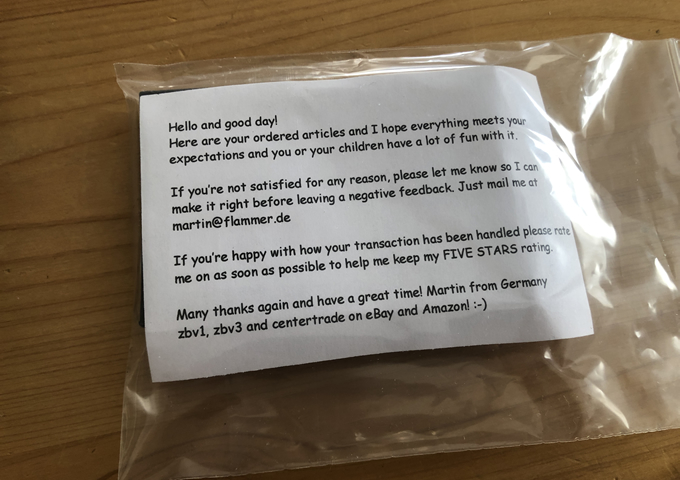 Hello and good day!
Here are your ordered articles and I hope everything meets your
expectations and you or your children have a lot of fun with it.
If you're not satisfied for any reason, please let me know so I can
make it right before leaving a negative feedback. Just mail me at
martin@flammer.de
If you're happy with how your transaction has been handled please rate
me on as soon as possible to help me keep my FIVE STARS rating.
Many thanks again and have a great time! Martin from Germany
zbv1, zbv3 and centertrade on eBay and Amazon! :-)